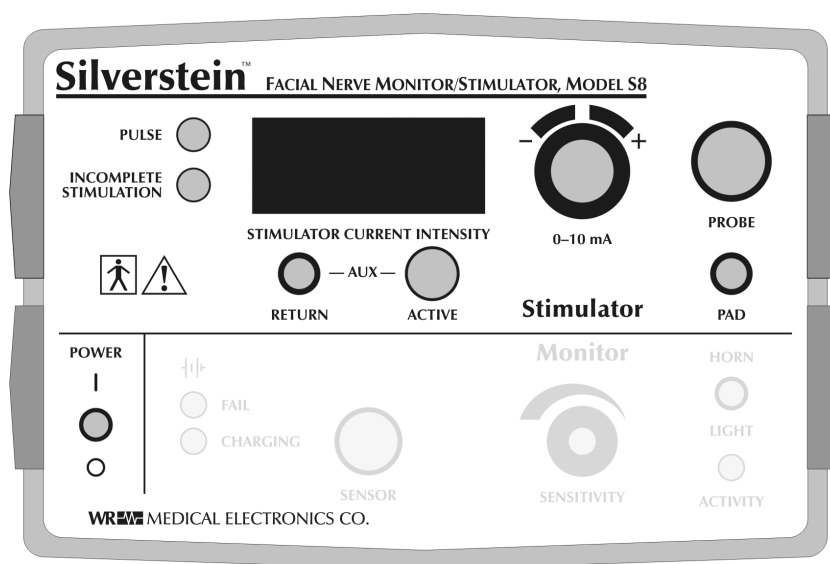 Silverstein™ FACIAL NERVE MONITOR/STIMULATOR, MODEL S8
PULSE
INCOMPLETE
STIMULATION
− +
STIMULATOR CURRENT INTENSITY
0–10 mA
PROBE
— AUX —
RETURN
ACTIVE
Stimulator
PAD
POWER
I
O
Monitor
HORN
FAIL
CHARGING
LIGHT
SENSOR
SENSITIVITY
ACTIVITY
WR MEDICAL ELECTRONICS CO.